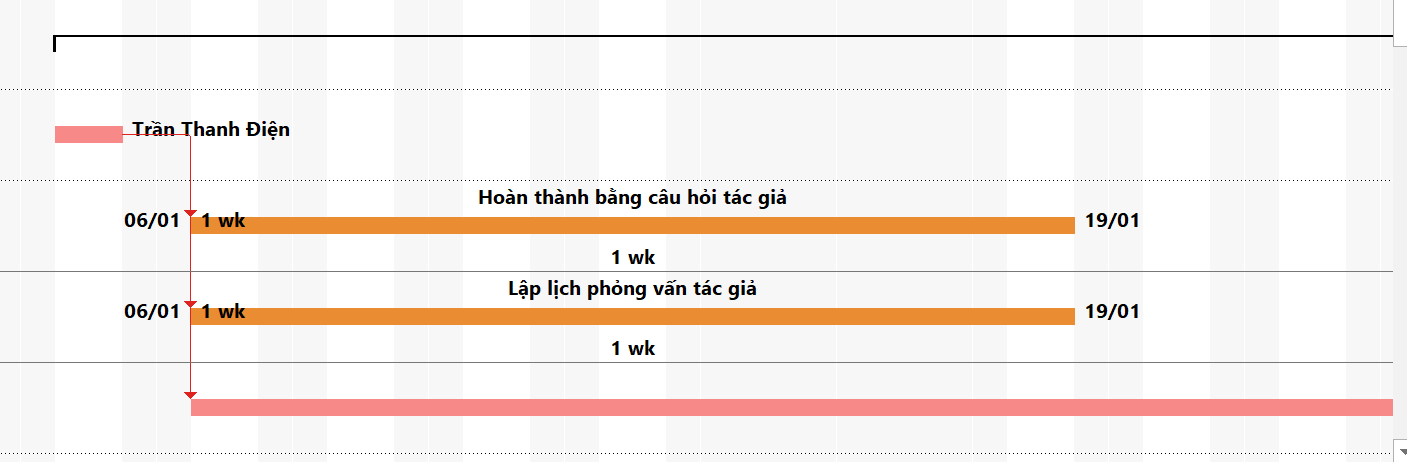 Trần Thanh Điện
Hoàn thành bằng câu hỏi tác giả
06/01 1 wk 19/01
1 wk
Lập lịch phỏng vấn tác giả
06/01 1 wk 19/01
1 wk